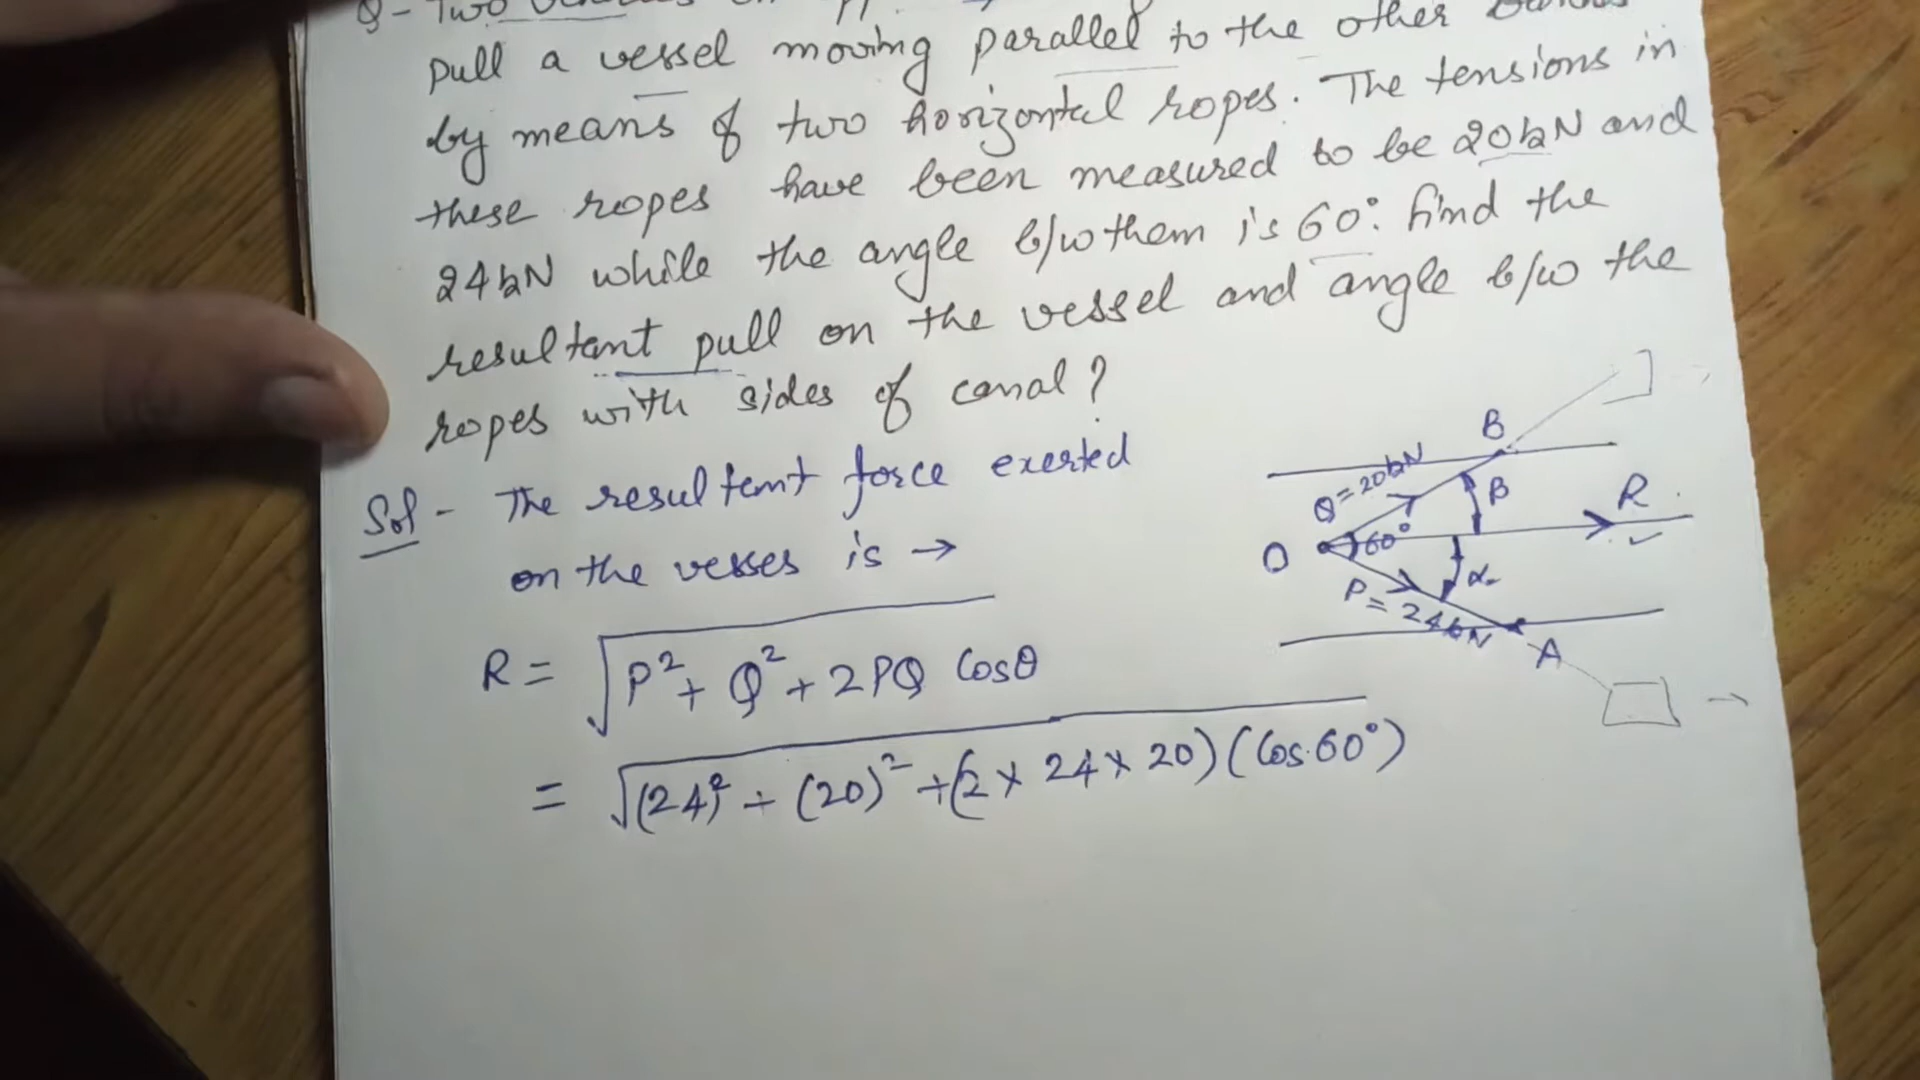 Q - Two
pull a vessel moving parallel to the other
by means of two horizontal ropes. The tensions in
these ropes have been measured to be 20kN and
24kN while the angle b/w them is 60°. find the
resultant pull on the vessel and angle b/w the
ropes with sides of canal?
Sol - The resultant force exerted
on the vesses is →
R = √P² + Q² + 2PQ Cosθ
= √(24)² + (20)² + (2 × 24 × 20) (Cos 60°)
B
Q = 20kN
β
R
O
60°
α
P = 24kN
A